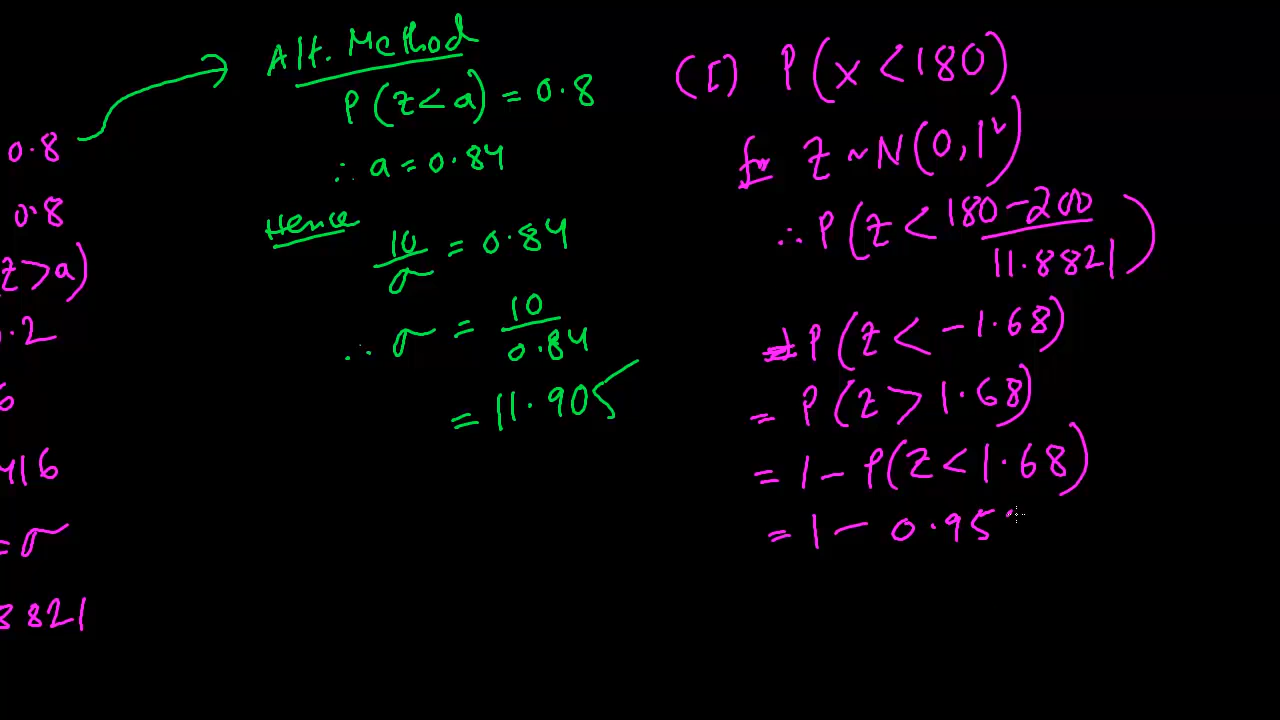 0.8
0.8
z>a)
.2
6
416
= σ
8821
Alt. Method
P(z<a) = 0.8
∴ a = 0.84
Hence
10/σ = 0.84
∴ σ = 10/0.84
= 11.905
(c) P(x<180)
for Z~N(0,1²)
∴ P(Z < (180-200)/11.8821)
P(Z < -1.68)
= P(Z > 1.68)
= 1 - P(Z < 1.68)
= 1 - 0.95